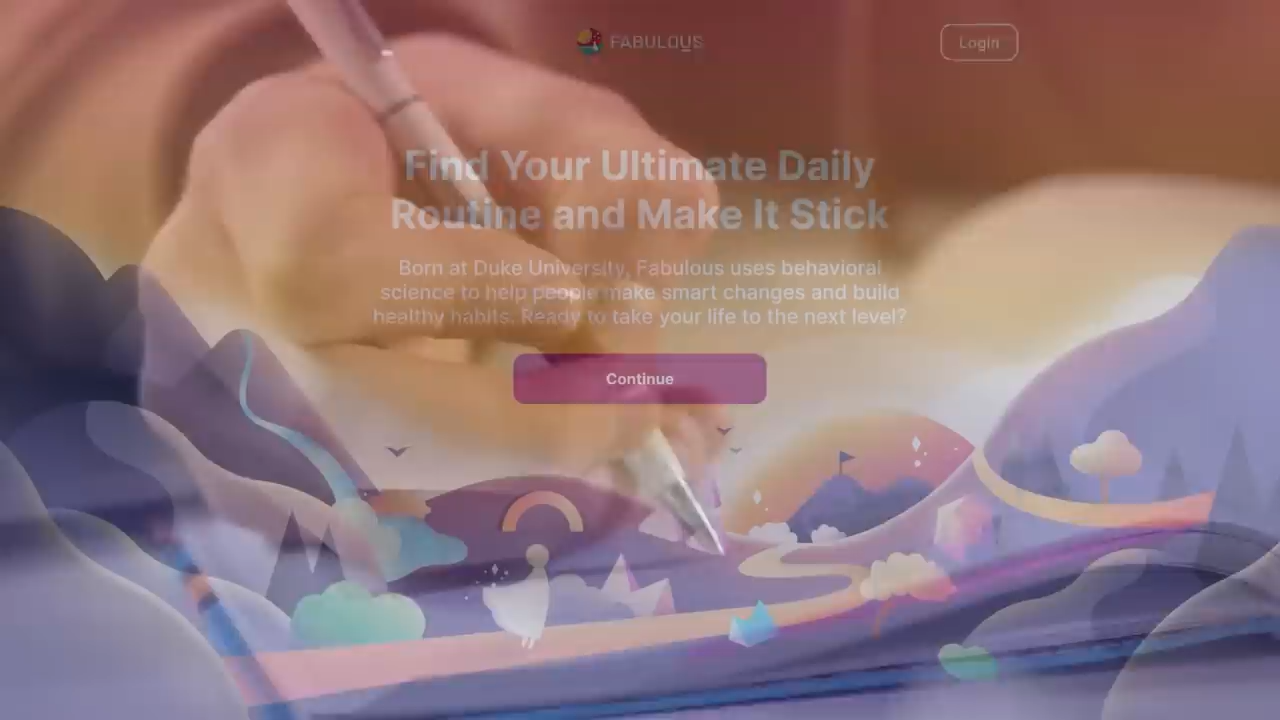 FABULOUS
Login
Find Your Ultimate Daily
Routine and Make It Stick
Born at Duke University, Fabulous uses behavioral
science to help people make smart changes and build
healthy habits. Ready to take your life to the next level?
Continue